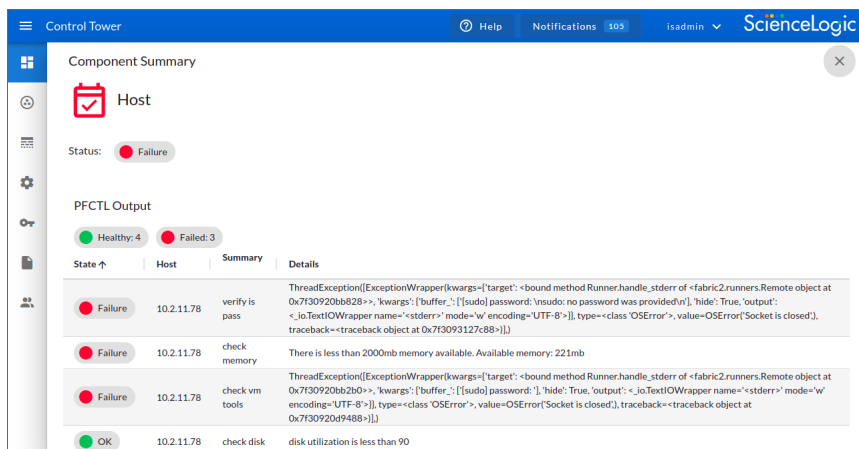 Control Tower
Help
Notifications 105
isadmin
ScienceLogic
Component Summary
Host
Status: Failure
PFCTL Output
Healthy: 4 Failed: 3
State Host Summary Details
Failure 10.2.11.78 verify is pass
ThreadException([ExceptionWrapper(kwargs={'target': <bound method Runner.handle_stderr of <fabric2.runners.Remote object at
0x7f30920bb828>>, 'kwargs': {'buffer_': ['[sudo] password: \nsudo: no password was provided\n'], 'hide': True, 'output':
<_io.TextIOWrapper name='<stderr>' mode='w' encoding='UTF-8'>}}, type=<class 'OSError'>, value=OSError('Socket is closed',),
traceback=<traceback object at 0x7f3093127c88>)],)
Failure 10.2.11.78 check memory
There is less than 2000mb memory available. Available memory: 221mb
Failure 10.2.11.78 check vm tools
ThreadException([ExceptionWrapper(kwargs={'target': <bound method Runner.handle_stderr of <fabric2.runners.Remote object at
0x7f30920bb2b0>>, 'kwargs': {'buffer_': ['[sudo] password: '], 'hide': True, 'output': <_io.TextIOWrapper name='<stderr>' mode='w'
encoding='UTF-8'>}}, type=<class 'OSError'>, value=OSError('Socket is closed',), traceback=<traceback object at
0x7f30920d9488>)],)
OK 10.2.11.78 check disk disk utilization is less than 90